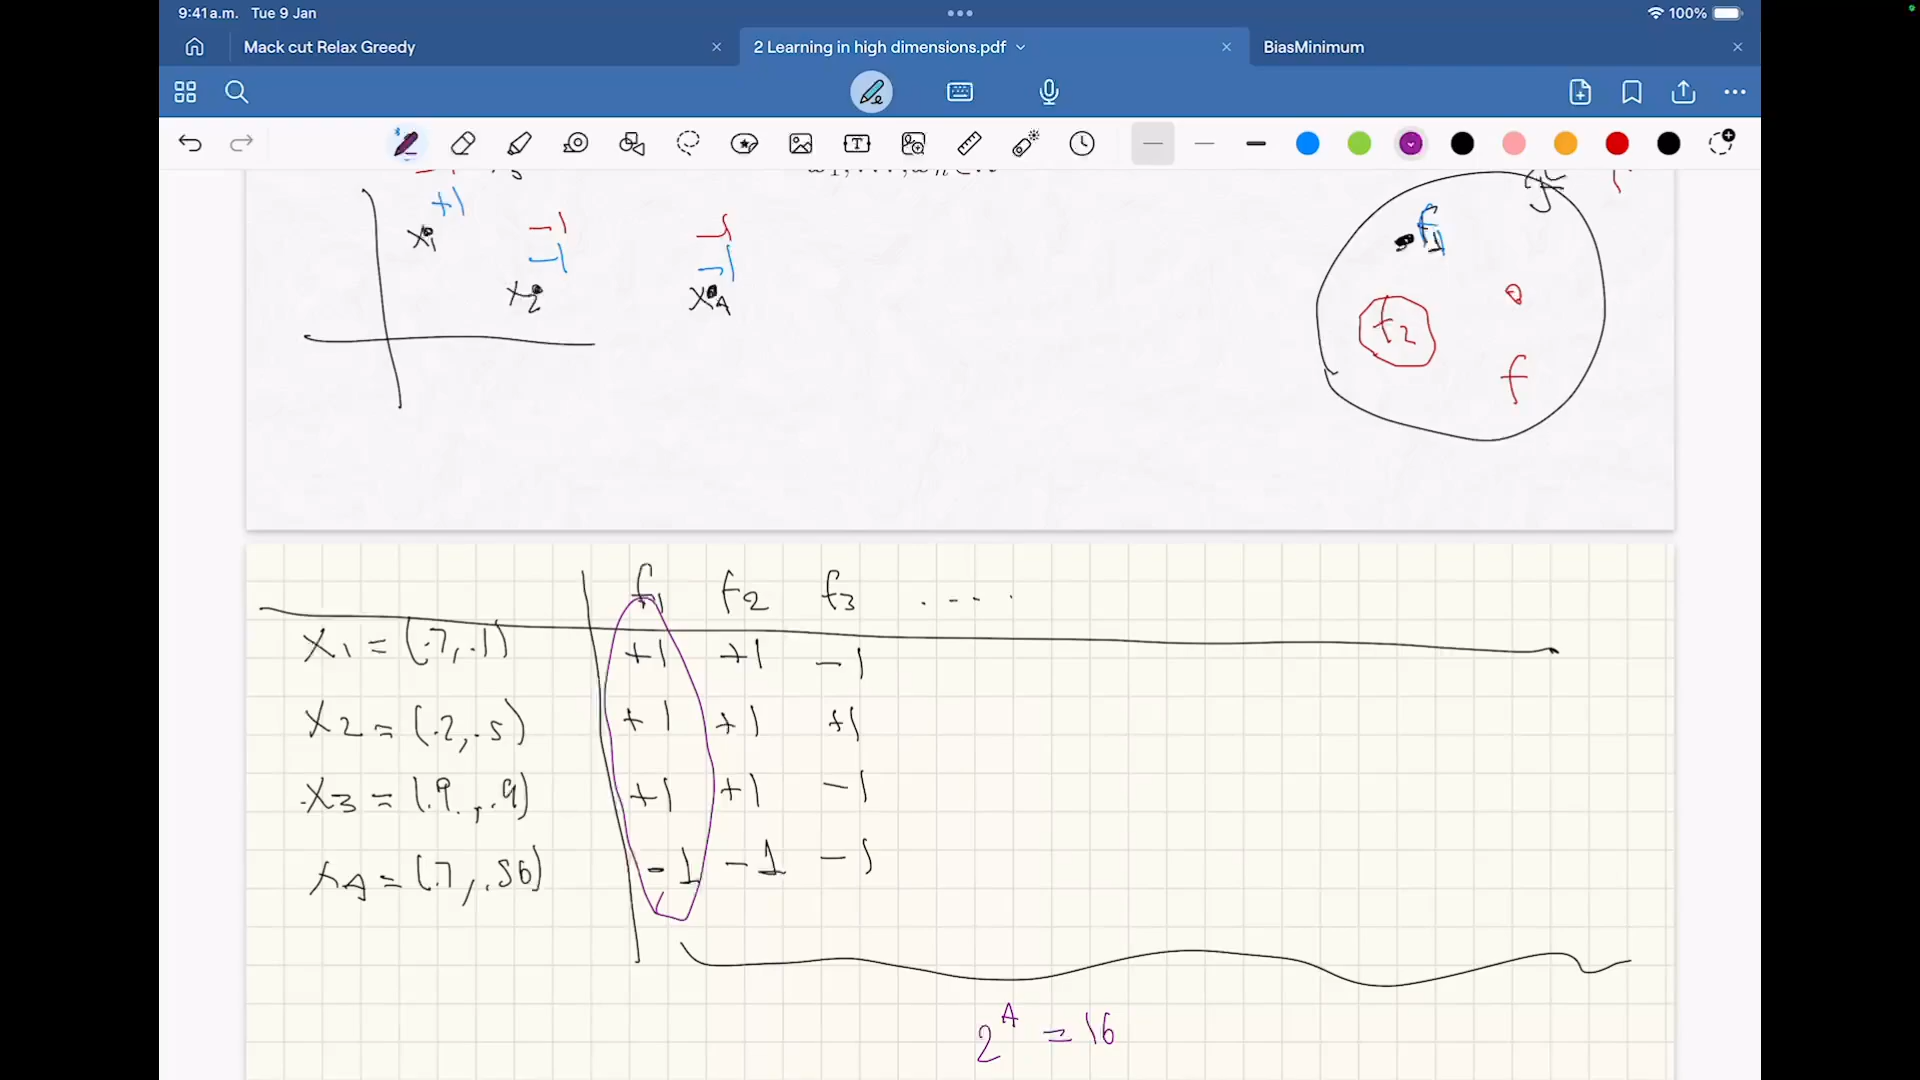 9:41 a.m. Tue 9 Jan
100%
Mack cut Relax Greedy
2 Learning in high dimensions.pdf
BiasMinimum
+1
x1
-1
-1
x2
-1
-1
x4
f1
f2
f
f1 f2 f3 ....
x1 = (.7, .1) +1 +1 -1
x2 = (.2, .5) +1 +1 +1
x3 = (.9, .9) +1 +1 -1
x4 = (.7, .56) -1 -1 -1
2^4 = 16